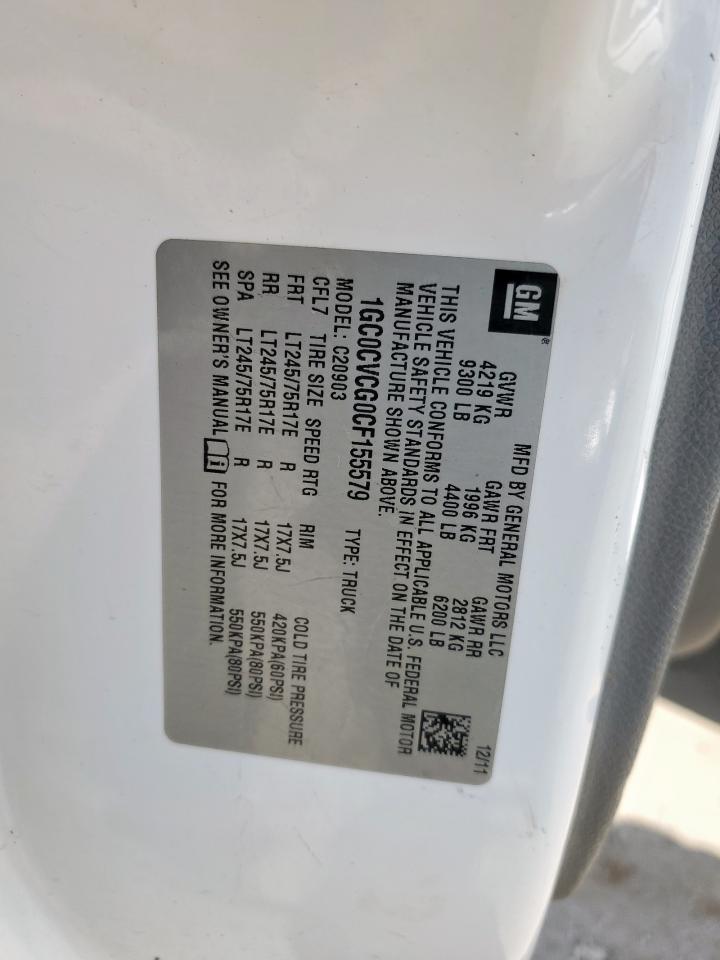 GM®
MFD BY GENERAL MOTORS LLC 12/11
GVWR GAWR FRT GAWR RR
4219 KG 1996 KG 2812 KG
9300 LB 4400 LB 6200 LB
THIS VEHICLE CONFORMS TO ALL APPLICABLE U.S. FEDERAL MOTOR
VEHICLE SAFETY STANDARDS IN EFFECT ON THE DATE OF
MANUFACTURE SHOWN ABOVE.
1GC0CVCG0CF155579 TYPE: TRUCK
MODEL: C20903
CFL7 TIRE SIZE SPEED RTG RIM COLD TIRE PRESSURE
FRT LT245/75R17E R 17X7.5J 420KPA(60PSI)
RR LT245/75R17E R 17X7.5J 550KPA(80PSI)
SPA LT245/75R17E R 17X7.5J 550KPA(80PSI)
SEE OWNER'S MANUAL FOR MORE INFORMATION.